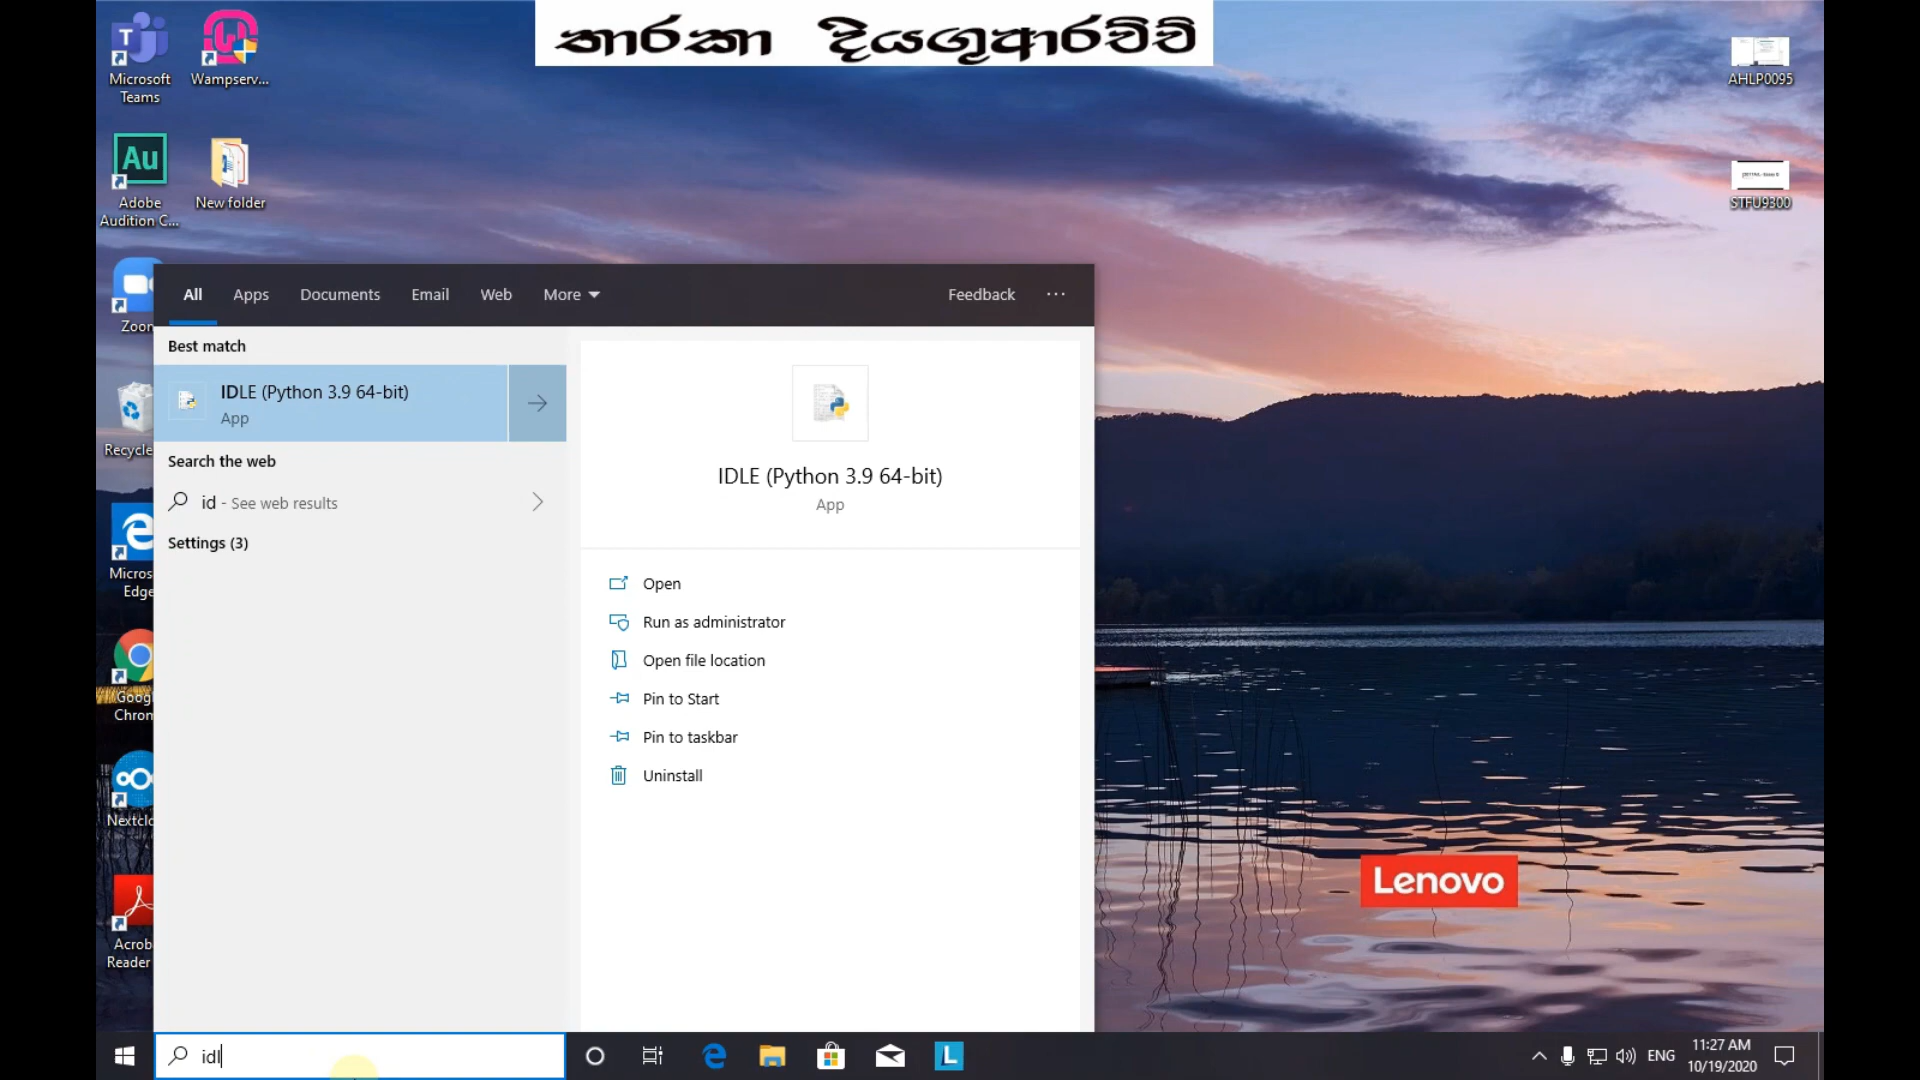 තාරකා දියගුආරච්චි
Microsoft
Teams
Wampserv...
AHLP0095
Adobe
Audition C...
New folder
STFU9300
Zoon
All
Apps
Documents
Email
Web
More
Feedback
Best match
IDLE (Python 3.9 64-bit)
App
IDLE (Python 3.9 64-bit)
App
Recycle
Search the web
id - See web results
Settings (3)
Open
Run as administrator
Open file location
Pin to Start
Pin to taskbar
Uninstall
Micros
Edge
Goog
Chrom
Nextclo
Acrob
Reader
Lenovo
idl
ENG
11:27 AM
10/19/2020